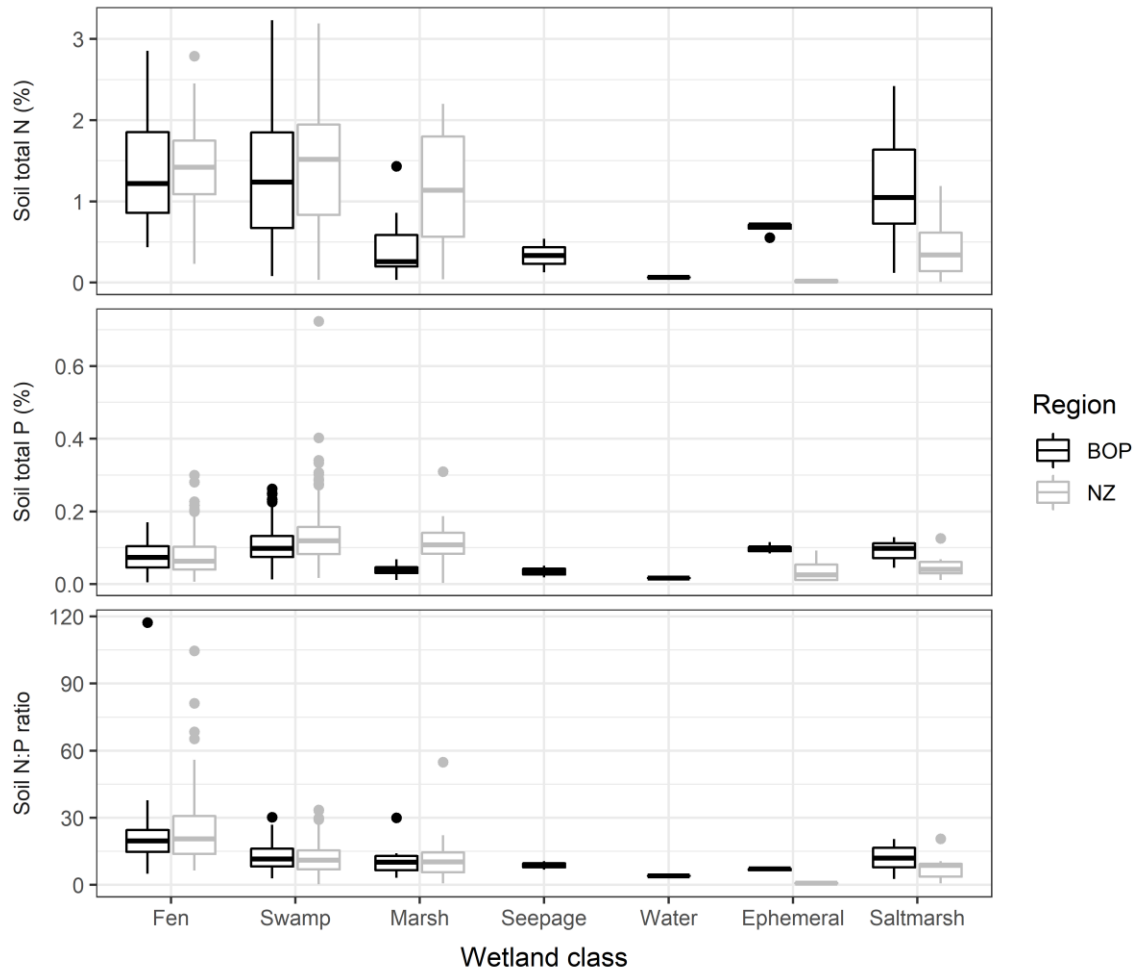 Soil total N (%)
3
2
1
0
Soil total P (%)
0.6
0.4
0.2
0.0
Soil N:P ratio
120
90
60
30
0
Fen Swamp Marsh Seepage Water Ephemeral Saltmarsh
Wetland class
Region
BOP
NZ